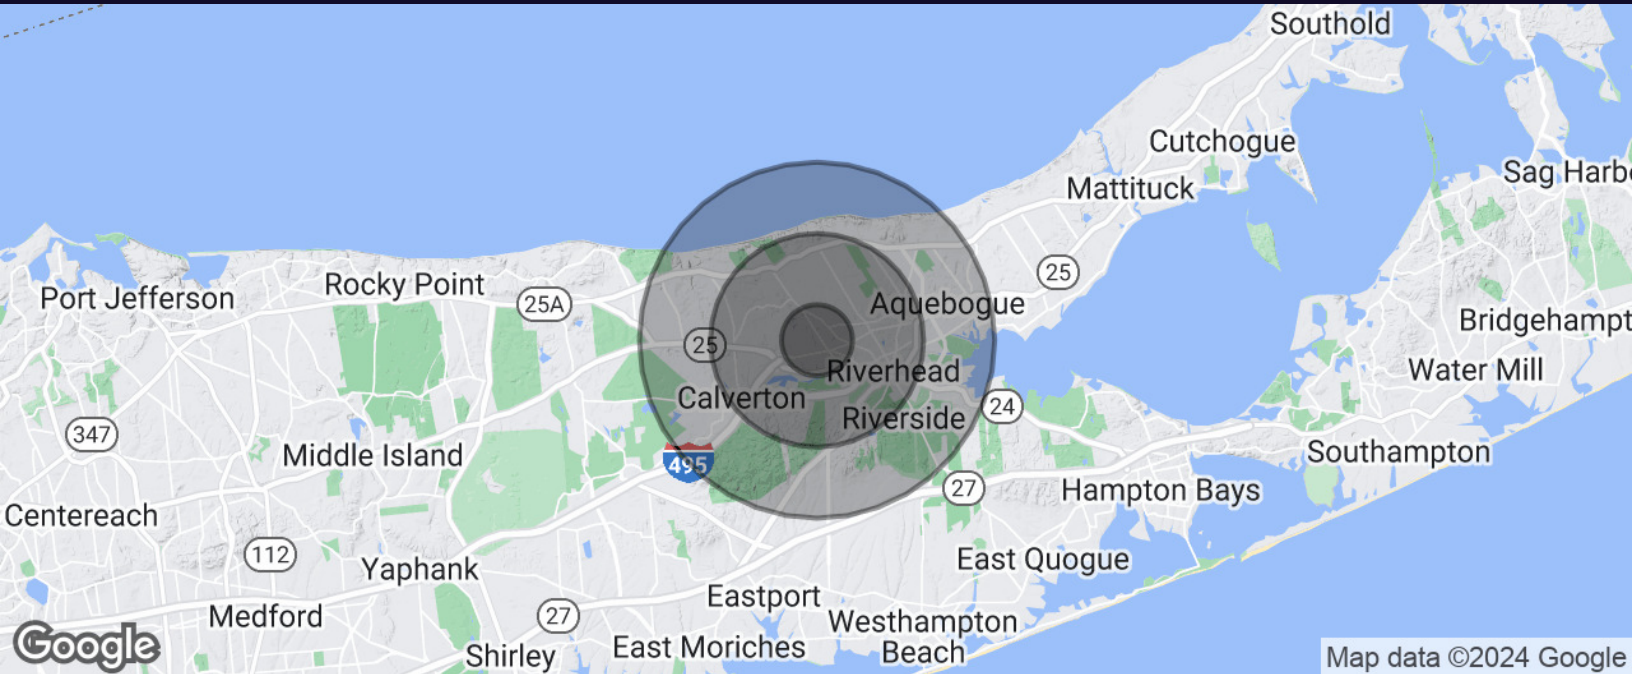 Southold
Cutchogue
Sag Harb
Mattituck
25
Rocky Point
Port Jefferson
25A
Aquebogue
Bridgehampt
25
Riverhead
Water Mill
Calverton
24
Riverside
347
Middle Island
Southampton
495
27
Hampton Bays
Centereach
112
East Quogue
Yaphank
Eastport
Medford
27
Westhampton
Beach
East Moriches
Shirley
Google
Map data ©2024 Google